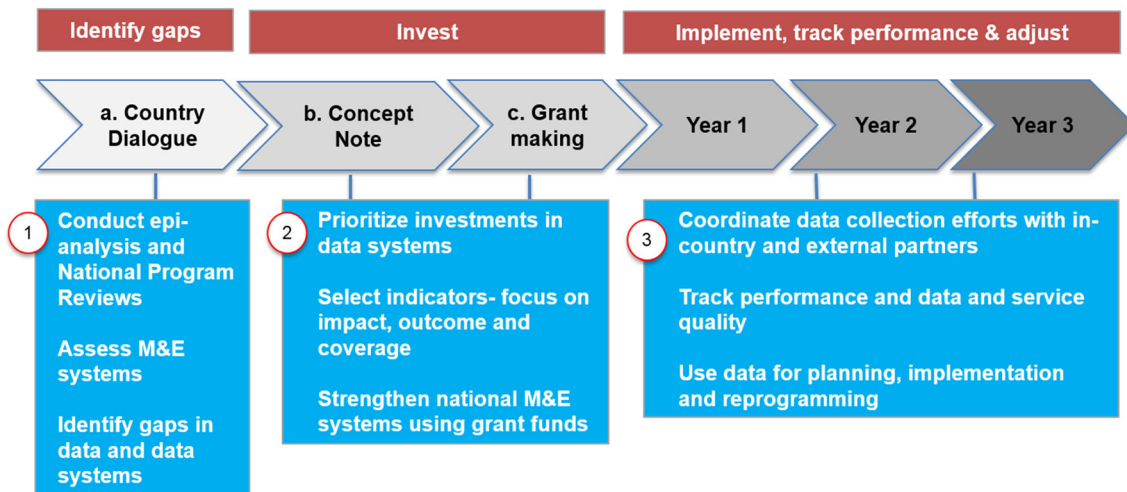 Identify gaps
Invest
Implement, track performance & adjust
a. Country
Dialogue
b. Concept
Note
c. Grant
making
Year 1
Year 2
Year 3
1
Conduct epi-
analysis and
National Program
Reviews
Assess M&E
systems
Identify gaps in
data and data
systems
2
Prioritize investments in
data systems
Select indicators- focus on
impact, outcome and
coverage
Strengthen national M&E
systems using grant funds
3
Coordinate data collection efforts with in-
country and external partners
Track performance and data and service
quality
Use data for planning, implementation
and reprogramming